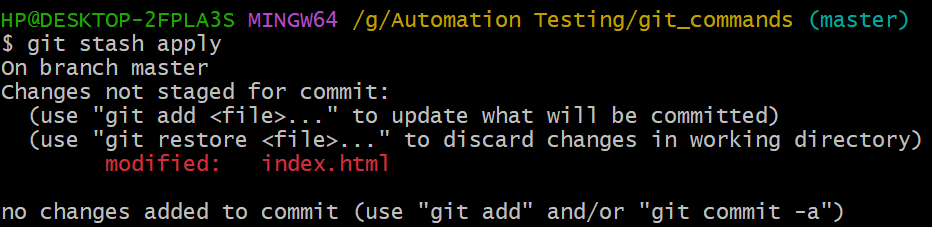 HP@DESKTOP-2FPLA3S MINGW64 /g/Automation Testing/git_commands (master)
$ git stash apply
On branch master
Changes not staged for commit:
  (use "git add <file>..." to update what will be committed)
  (use "git restore <file>..." to discard changes in working directory)
        modified:   index.html

no changes added to commit (use "git add" and/or "git commit -a")